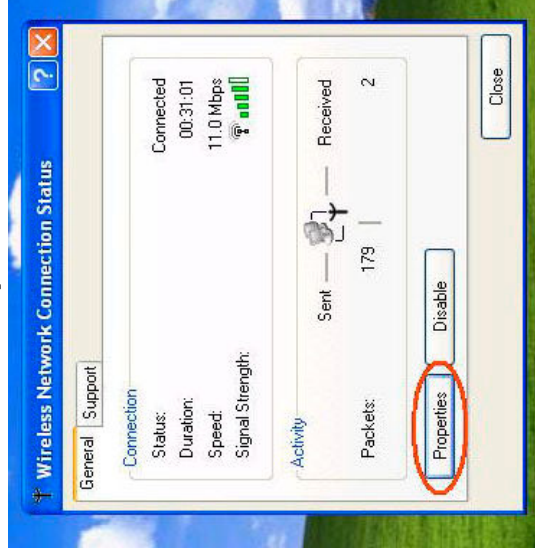 Wireless Network Connection Status
General Support
Connection
Status: Connected
Duration: 00:31:01
Speed: 11.0 Mbps
Signal Strength:
Activity
Sent Received
Packets: 179 2
Properties Disable
Close